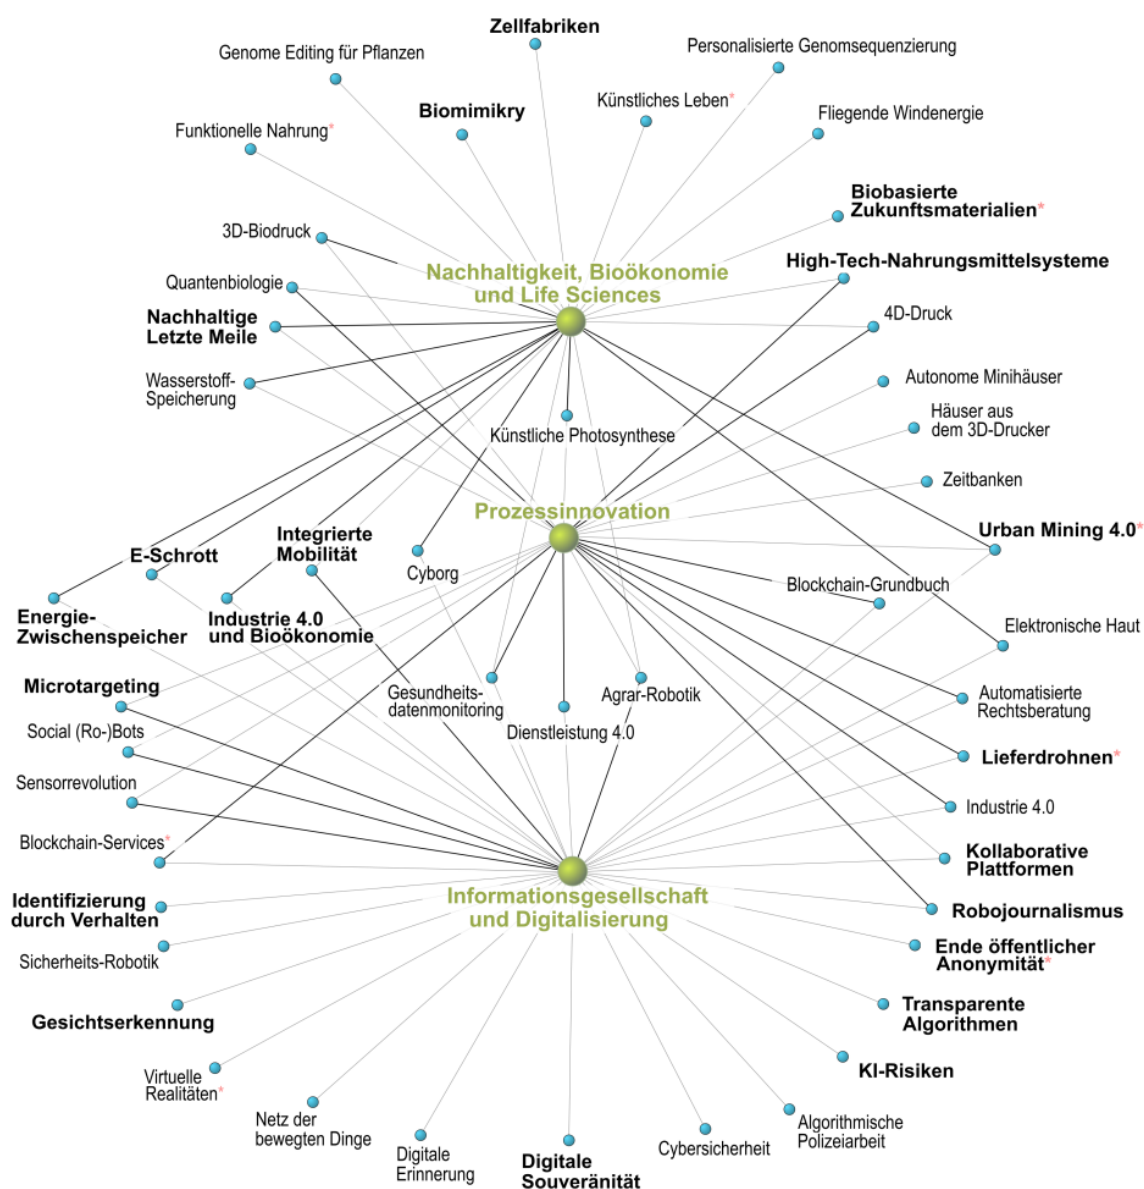 Zellfabriken
Genome Editing für Pflanzen
Personalisierte Genomsequenzierung
Biomimikry
Künstliches Leben*
Fliegende Windenergie
Funktionelle Nahrung*
Biobasierte
Zukunftsmaterialien*
3D-Biodruck
Nachhaltigkeit, Bioökonomie
und Life Sciences
High-Tech-Nahrungsmittelsysteme
Quantenbiologie
Nachhaltige
Letzte Meile
4D-Druck
Wasserstoff-
Speicherung
Autonome Minihäuser
Künstliche Photosynthese
Häuser aus
dem 3D-Drucker
Zeitbanken
Prozessinnovation
Urban Mining 4.0*
E-Schrott
Integrierte
Mobilität
Cyborg
Blockchain-Grundbuch
Energie-
Zwischenspeicher
Industrie 4.0
und Bioökonomie
Elektronische Haut
Microtargeting
Gesundheits-
datenmonitoring
Agrar-Robotik
Automatisierte
Rechtsberatung
Social (Ro-)Bots
Dienstleistung 4.0
Lieferdrohnen*
Sensorrevolution
Industrie 4.0
Blockchain-Services*
Kollaborative
Plattformen
Identifizierung
durch Verhalten
Informationsgesellschaft
und Digitalisierung
Robojournalismus
Sicherheits-Robotik
Ende öffentlicher
Anonymität*
Gesichtserkennung
Transparente
Algorithmen
Virtuelle
Realitäten*
KI-Risiken
Netz der
bewegten Dinge
Digitale
Erinnerung
Digitale
Souveränität
Cybersicherheit
Algorithmische
Polizeiarbeit